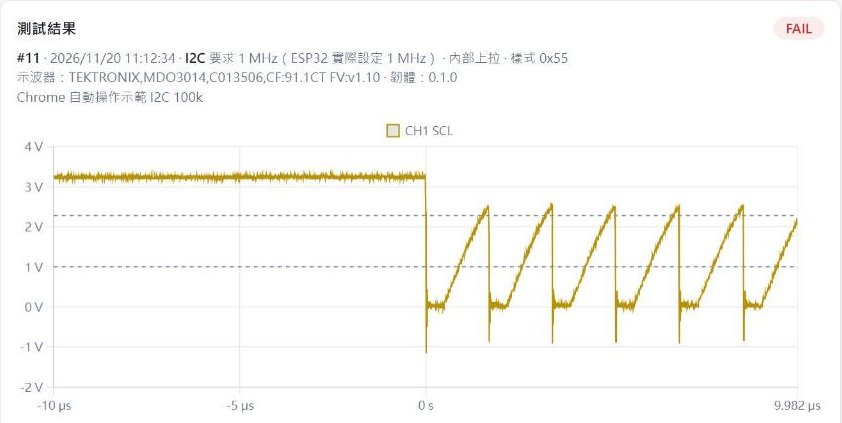 測試結果
FAIL
#11 · 2026/11/20 11:12:34 · I2C 要求 1 MHz（ESP32 實際設定 1 MHz）· 內部上拉 · 樣式 0x55
示波器：TEKTRONIX,MDO3014,C013506,CF:91.1CT FV:v1.10 · 韌體：0.1.0
Chrome 自動操作示範 I2C 100k
CH1 SCL
4 V
3 V
2 V
1 V
0 V
-1 V
-2 V
-10 µs
-5 µs
0 s
9.982 µs